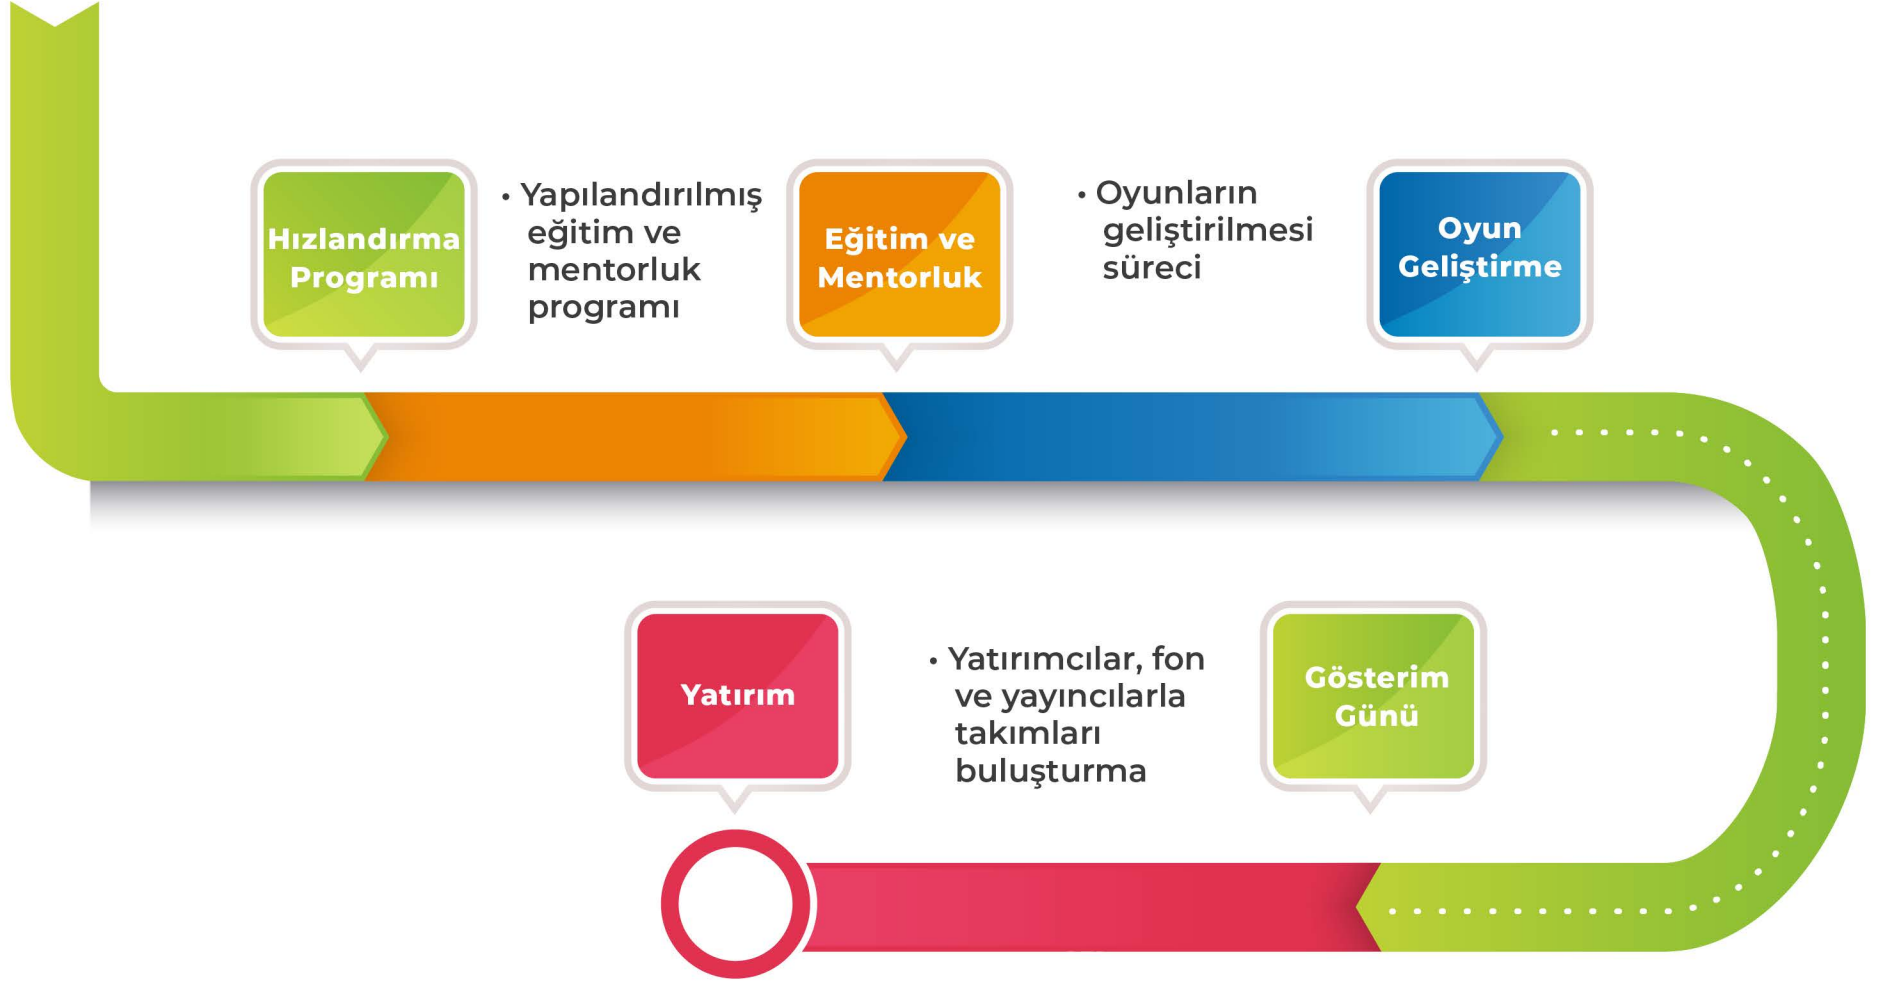 Hızlandırma
Programı
• Yapılandırılmış
eğitim ve
mentorluk
programı
Eğitim ve
Mentorluk
• Oyunların
geliştirilmesi
süreci
Oyun
Geliştirme
Gösterim
Günü
• Yatırımcılar, fon
ve yayıncılarla
takımları
buluşturma
Yatırım